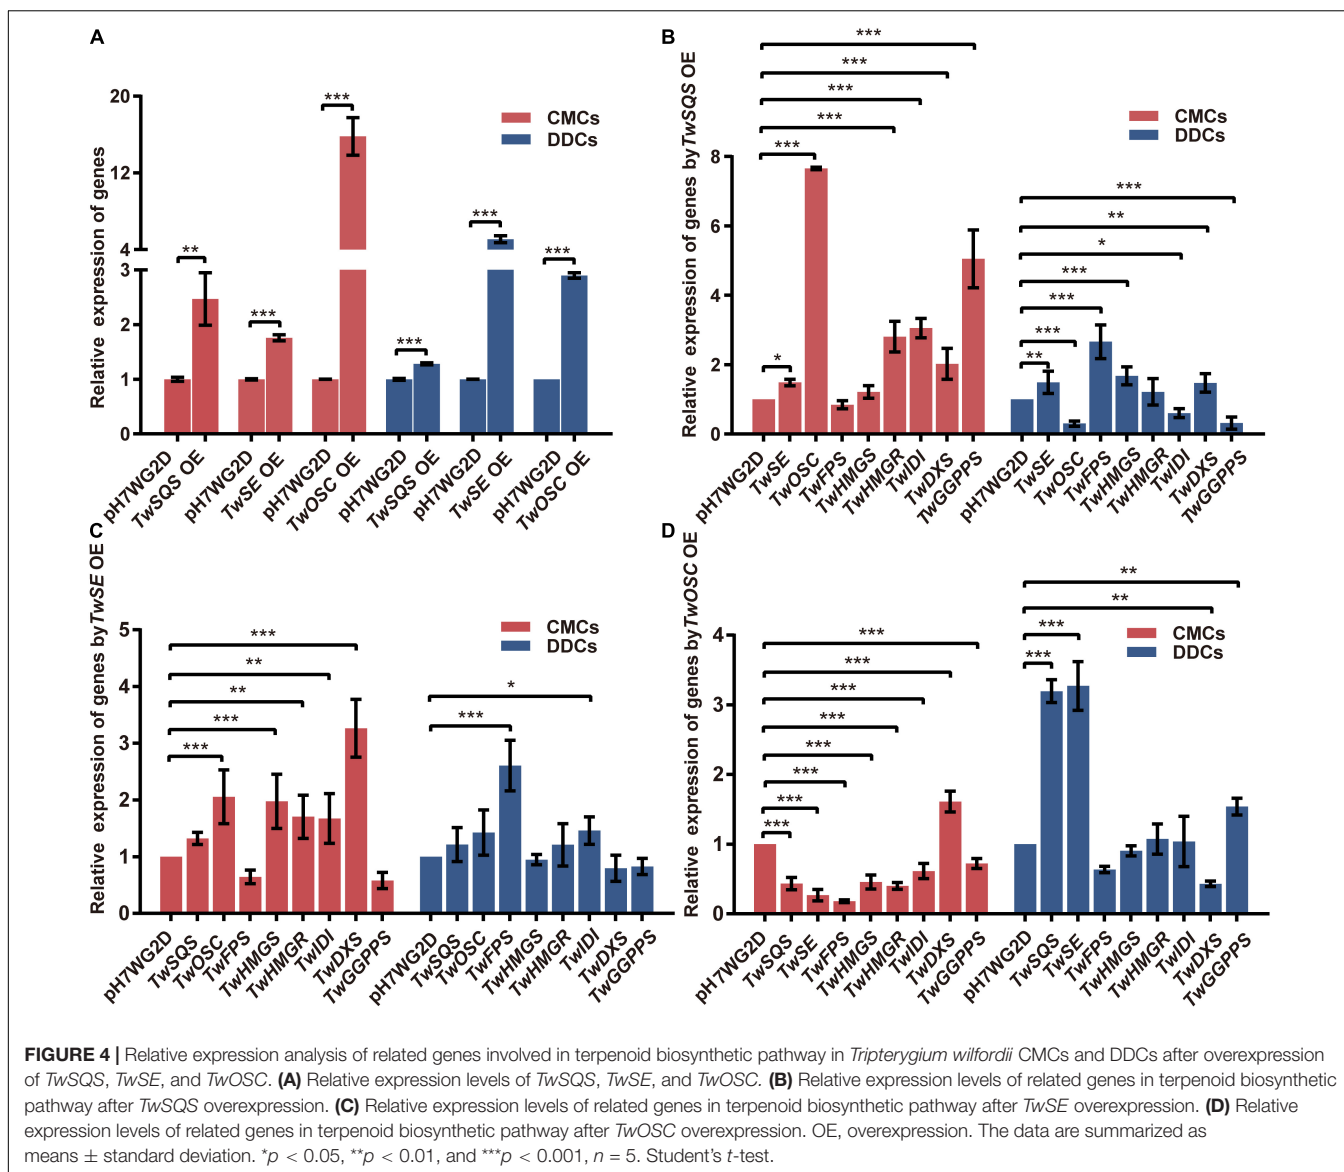 A
Relative expression of genes
20
12
4
3
2
1
0
***
**
***
***
***
***
CMCs
DDCs
pH7WG2D
TwSQS OE
pH7WG2D
TwSE OE
pH7WG2D
TwOSC OE
pH7WG2D
TwSQS OE
pH7WG2D
TwSE OE
pH7WG2D
TwOSC OE
B
Relative expression of genes by TwSQS OE
8
6
4
2
0
***
***
***
***
***
*
CMCs
DDCs
***
**
*
***
***
***
**
pH7WG2D
TwSE
TwOSC
TwFPS
TwHMGS
TwHMGR
TwIDI
TwDXS
TwGGPPS
pH7WG2D
TwSE
TwOSC
TwFPS
TwHMGS
TwHMGR
TwIDI
TwDXS
TwGGPPS
C
Relative expression of genes by TwSE OE
5
4
3
2
1
0
***
**
**
***
***
CMCs
DDCs
*
***
pH7WG2D
TwSQS
TwOSC
TwFPS
TwHMGS
TwHMGR
TwIDI
TwDXS
TwGGPPS
pH7WG2D
TwSQS
TwOSC
TwFPS
TwHMGS
TwHMGR
TwIDI
TwDXS
TwGGPPS
D
Relative expression of genes by TwOSC OE
4
3
2
1
0
***
***
***
***
***
***
***
***
**
**
***
***
CMCs
DDCs
pH7WG2D
TwSQS
TwSE
TwFPS
TwHMGS
TwHMGR
TwIDI
TwDXS
TwGGPPS
pH7WG2D
TwSQS
TwSE
TwFPS
TwHMGS
TwHMGR
TwIDI
TwDXS
TwGGPPS
FIGURE 4 | Relative expression analysis of related genes involved in terpenoid biosynthetic pathway in Tripterygium wilfordii CMCs and DDCs after overexpression
of TwSQS, TwSE, and TwOSC. (A) Relative expression levels of TwSQS, TwSE, and TwOSC. (B) Relative expression levels of related genes in terpenoid biosynthetic
pathway after TwSQS overexpression. (C) Relative expression levels of related genes in terpenoid biosynthetic pathway after TwSE overexpression. (D) Relative
expression levels of related genes in terpenoid biosynthetic pathway after TwOSC overexpression. OE, overexpression. The data are summarized as
means ± standard deviation. *p < 0.05, **p < 0.01, and ***p < 0.001, n = 5. Student's t-test.